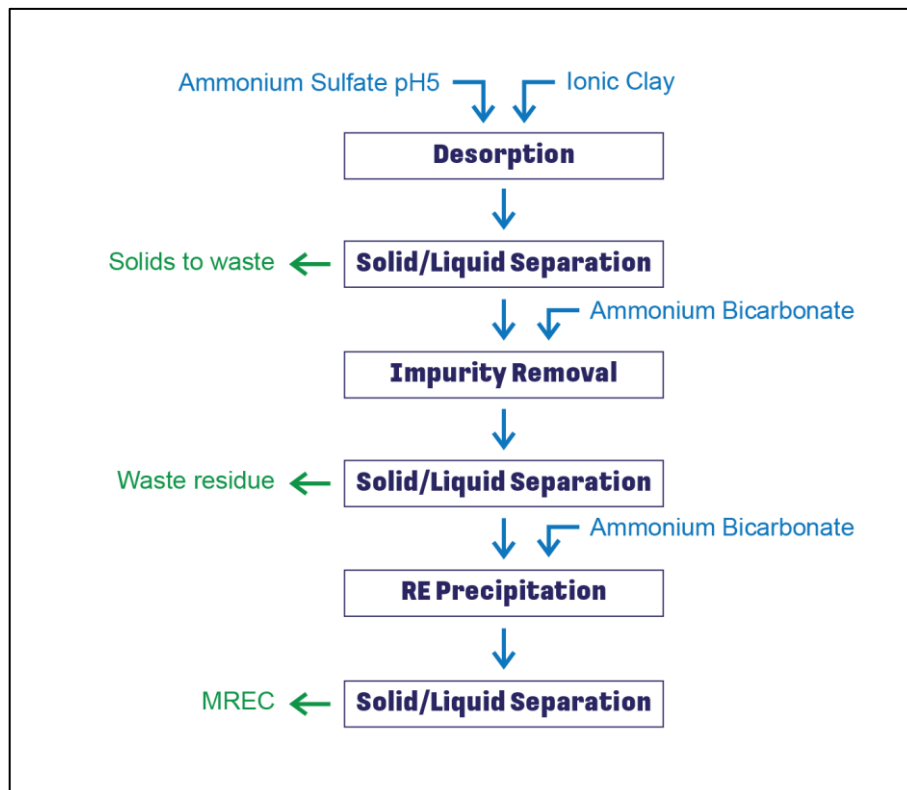 Ammonium Sulfate pH5
Ionic Clay
Desorption
Solids to waste
Solid/Liquid Separation
Ammonium Bicarbonate
Impurity Removal
Waste residue
Solid/Liquid Separation
Ammonium Bicarbonate
RE Precipitation
MREC
Solid/Liquid Separation